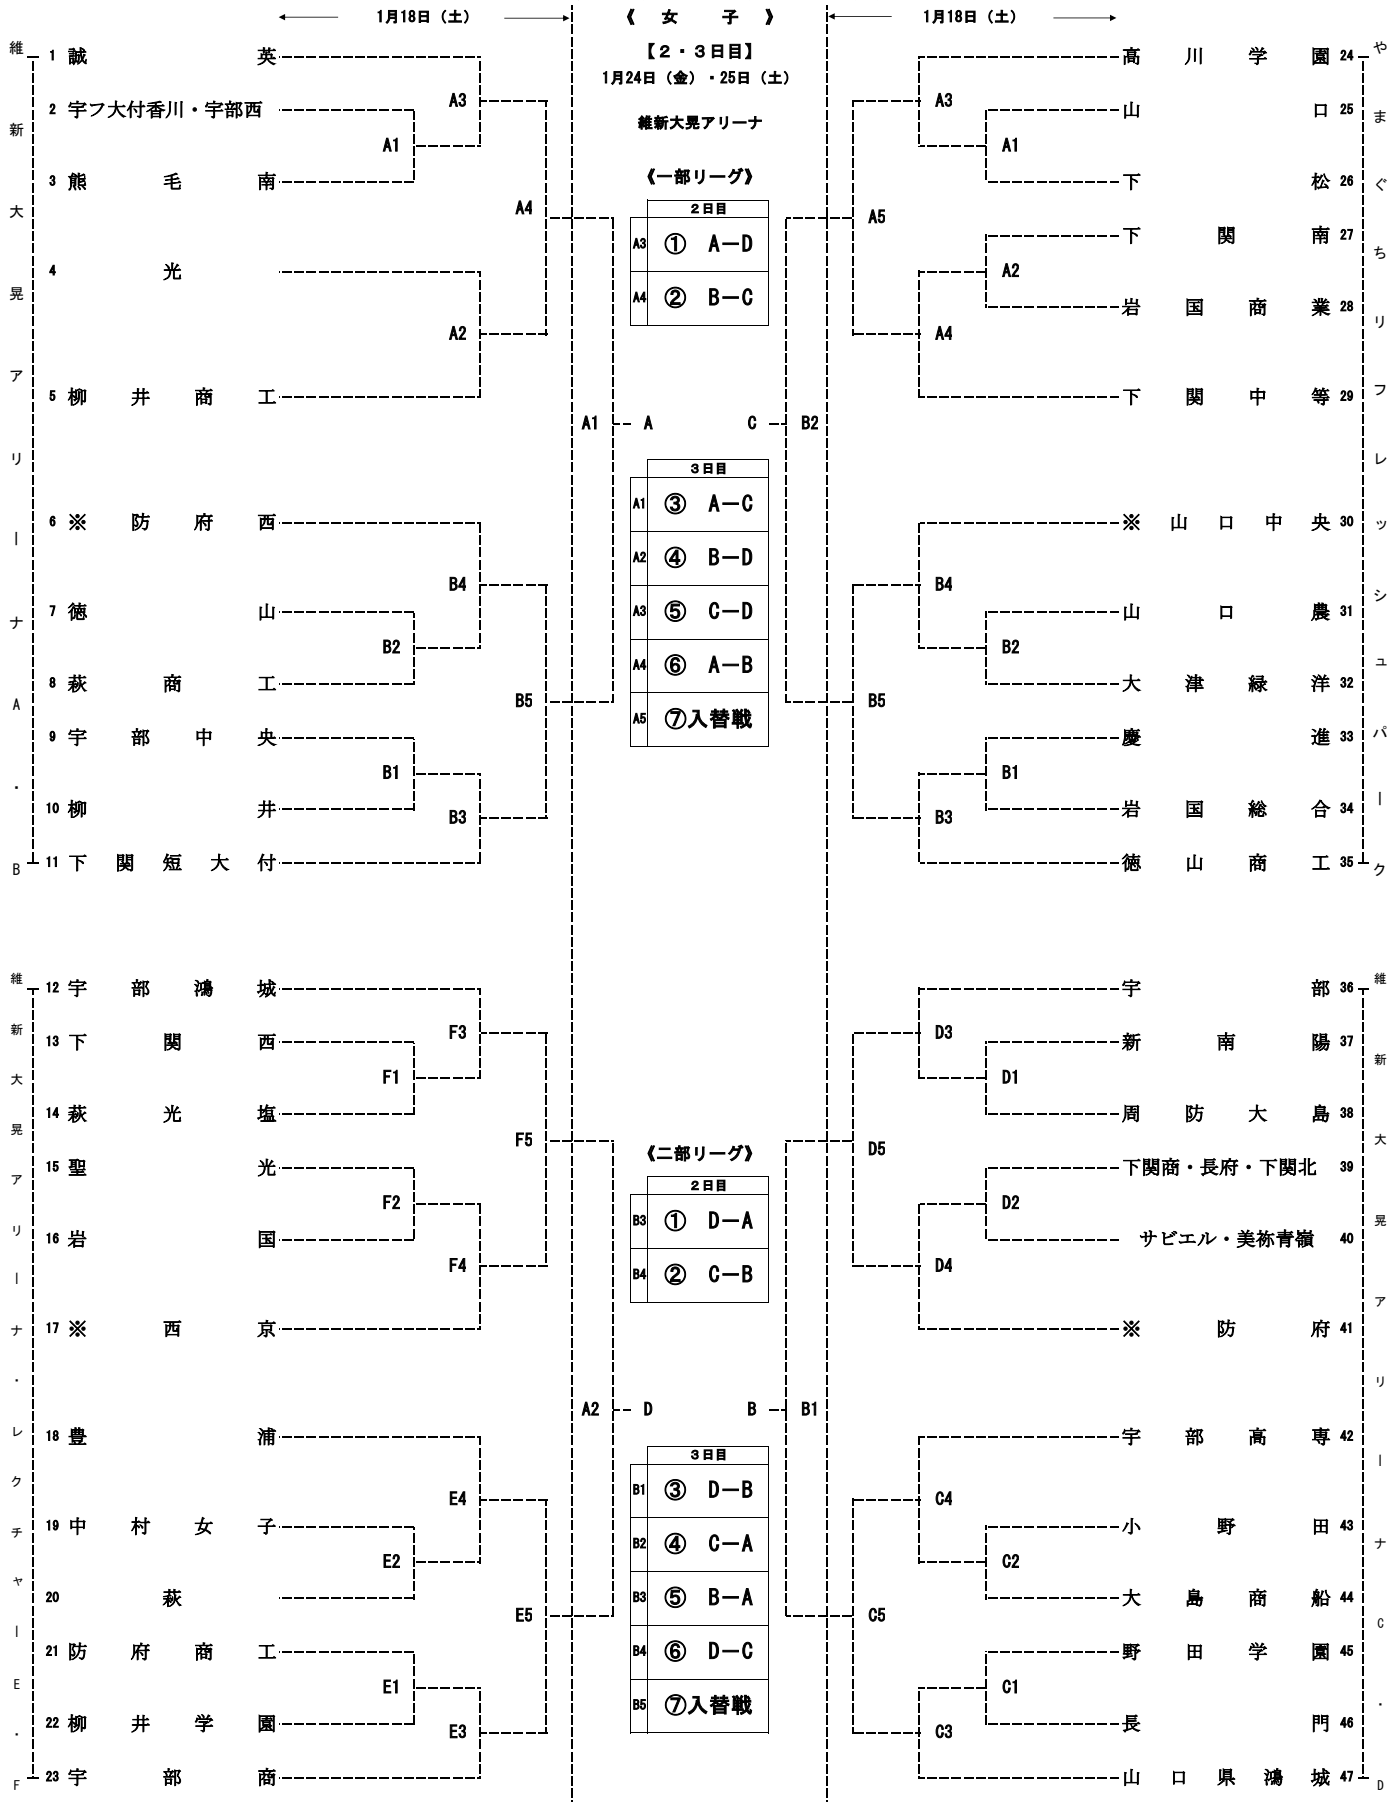 1月18日（土）
《 女 子 》
【２・３日目】
1月24日（金）・25日（土）
維新大晃アリーナ
1月18日（土）
維新大晃アリーナA・B
1 誠英
2 宇フ大付香川・宇部西
3 熊毛南
4 光
5 柳井商工
6 ※防府西
7 徳山
8 萩商工
9 宇部中央
10 柳井
11 下関短大付
A3
A1
A4
A2
B4
B2
B5
B1
B3
維新大晃アリーナ・レクチャーE・F
12 宇部鴻城
13 下関西
14 萩光塩
15 聖光
16 岩国
17 ※西京
18 豊浦
19 中村女子
20 萩
21 防府商工
22 柳井学園
23 宇部商
F3
F1
F5
F2
F4
E4
E2
E5
E1
E3
《一部リーグ》
２日目
A3 ① A－D
A4 ② B－C
A1 A
C B2
３日目
A1 ③ A－C
A2 ④ B－D
A3 ⑤ C－D
A4 ⑥ A－B
A5 ⑦入替戦
《二部リーグ》
２日目
B3 ① D－A
B4 ② C－B
A2 D
B B1
３日目
B1 ③ D－B
B2 ④ C－A
B3 ⑤ B－A
B4 ⑥ D－C
B5 ⑦入替戦
高川学園 24
山口 25
下松 26
下関南 27
岩国商業 28
下関中等 29
※山口中央 30
山口農 31
大津緑洋 32
慶進 33
岩国総合 34
徳山商工 35
A3
A1
A5
A2
A4
B4
B2
B5
B1
B3
やまぐちリフレッシュパーク
宇部 36
新南陽 37
周防大島 38
下関商・長府・下関北 39
サビエル・美祢青嶺 40
※防府 41
宇部高専 42
小野田 43
大島商船 44
野田学園 45
長門 46
山口県鴻城 47
D3
D1
D5
D2
D4
C4
C2
C5
C1
C3
維新大晃アリーナC・D